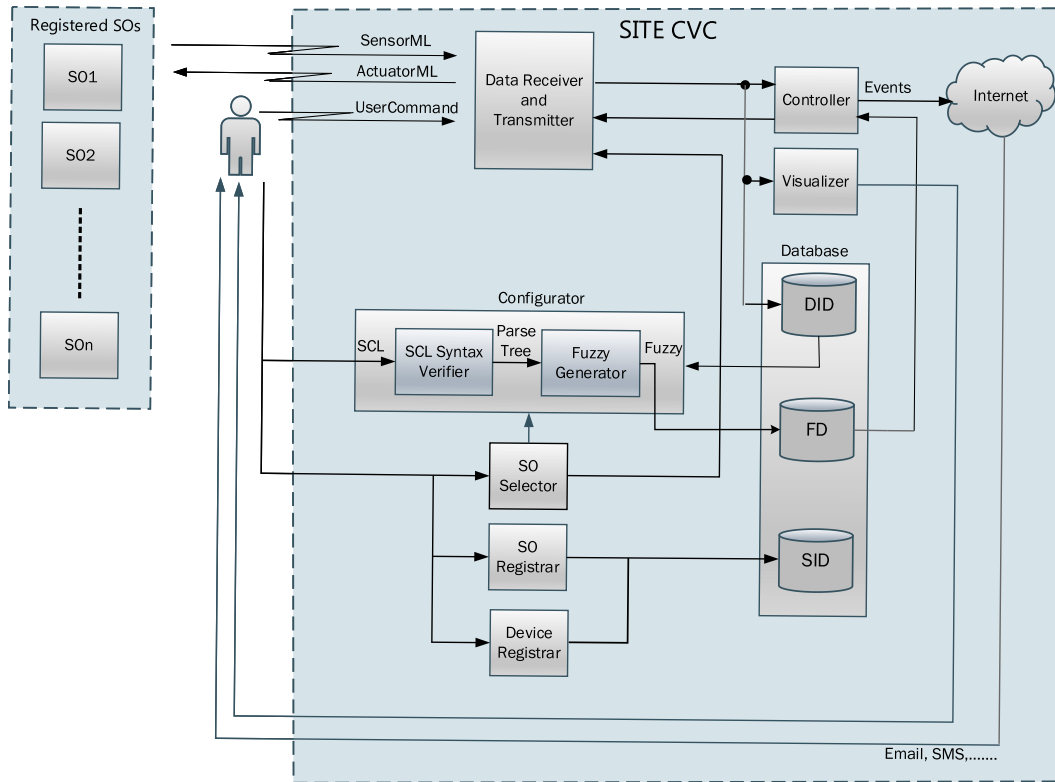 Registered SOs
SO1
SO2
SOn
SITE CVC
SensorML
ActuatorML
UserCommand
Data Receiver
and
Transmitter
Controller
Events
Internet
Visualizer
Database
DID
FD
SID
Configurator
SCL
SCL Syntax
Verifier
Parse
Tree
Fuzzy
Generator
Fuzzy
SO
Selector
SO
Registrar
Device
Registrar
Email, SMS,.......